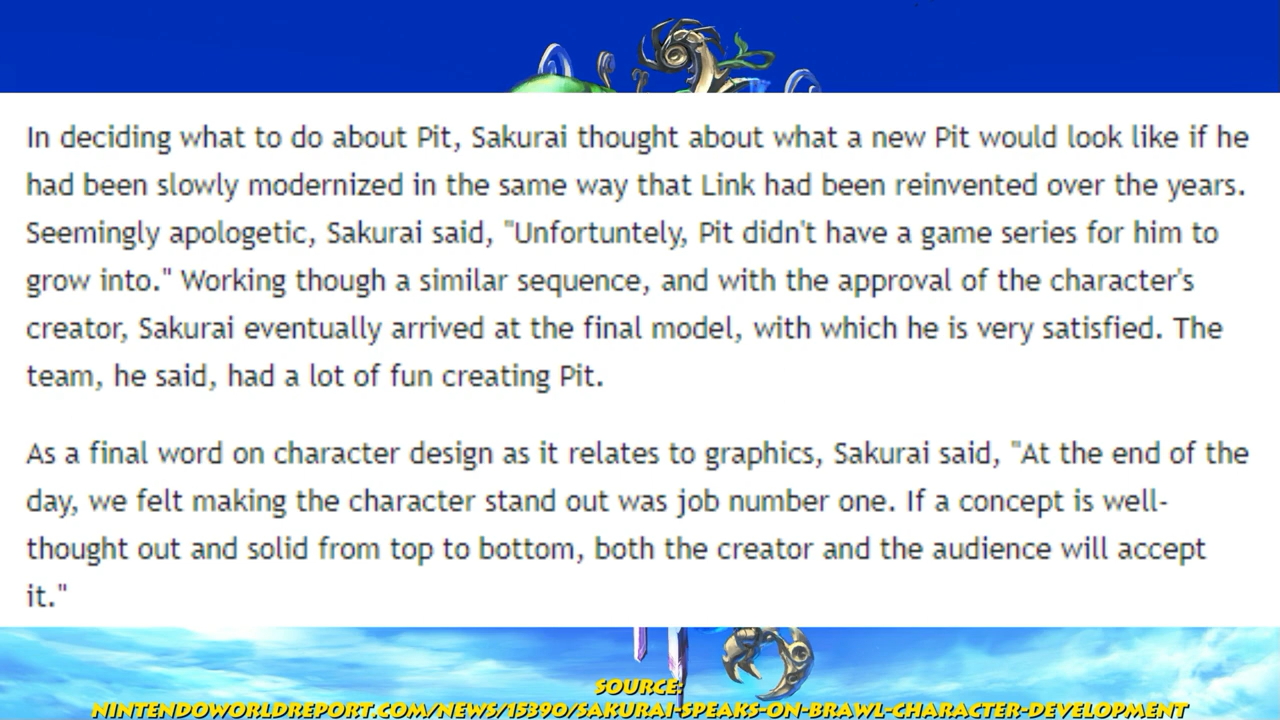 In deciding what to do about Pit, Sakurai thought about what a new Pit would look like if he
had been slowly modernized in the same way that Link had been reinvented over the years.
Seemingly apologetic, Sakurai said, "Unfortuntely, Pit didn't have a game series for him to
grow into." Working though a similar sequence, and with the approval of the character's
creator, Sakurai eventually arrived at the final model, with which he is very satisfied. The
team, he said, had a lot of fun creating Pit.
As a final word on character design as it relates to graphics, Sakurai said, "At the end of the
day, we felt making the character stand out was job number one. If a concept is well-
thought out and solid from top to bottom, both the creator and the audience will accept
it."
SOURCE:
NINTENDOWORLDREPORT.COM/NEWS/15390/SAKURAI-SPEAKS-ON-BRAWL-CHARACTER-DEVELOPMENT